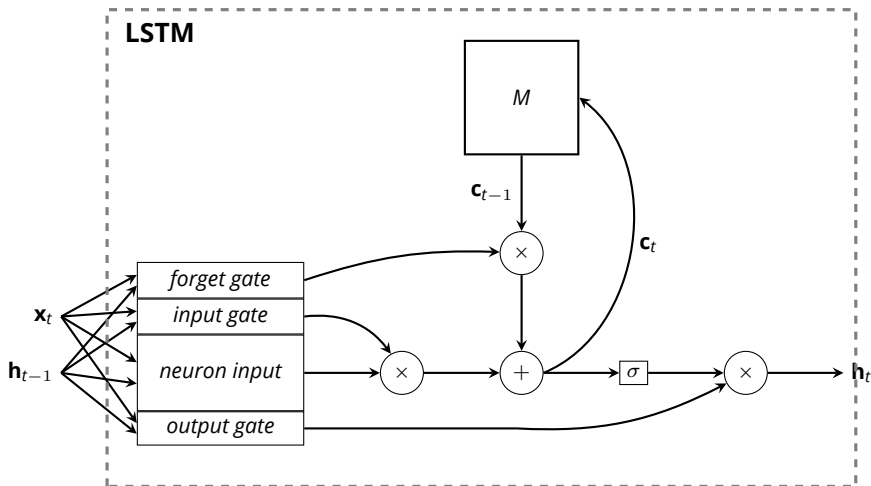 LSTM
M
c_{t−1}
×
c_t
forget gate
input gate
neuron input
output gate
x_t
h_{t−1}
×
+
σ
×
h_t